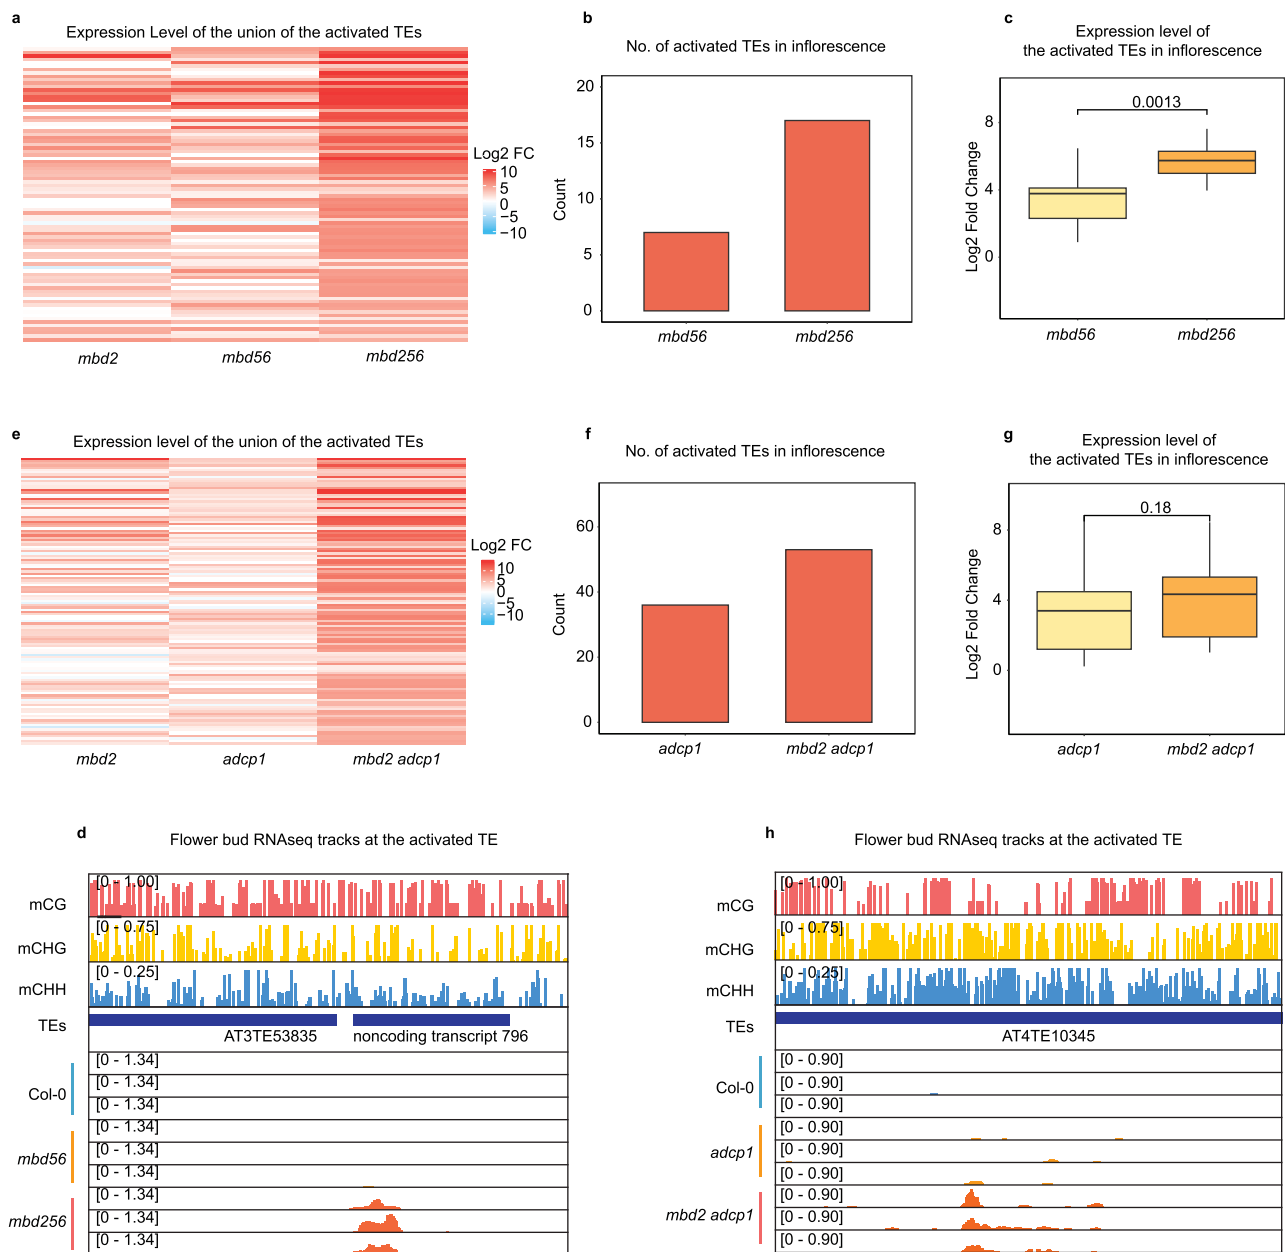 a
Expression Level of the union of the activated TEs
Log2 FC
10
5
0
−5
−10
mbd2 mbd56 mbd256
b
No. of activated TEs in inflorescence
Count
20
15
10
5
0
mbd56 mbd256
c
Expression level of
the activated TEs in inflorescence
Log2 Fold Change
0.0013
8
4
0
mbd56 mbd256
e
Expression level of the union of the activated TEs
Log2 FC
10
5
0
−5
−10
mbd2 adcp1 mbd2 adcp1
f
No. of activated TEs in inflorescence
Count
60
40
20
0
adcp1 mbd2 adcp1
g
Expression level of
the activated TEs in inflorescence
Log2 Fold Change
0.18
8
4
0
adcp1 mbd2 adcp1
d
Flower bud RNAseq tracks at the activated TE
mCG [0 - 1.00]
mCHG [0 - 0.75]
mCHH [0 - 0.25]
TEs
AT3TE53835 noncoding transcript 796
Col-0
[0 - 1.34]
[0 - 1.34]
[0 - 1.34]
mbd56
[0 - 1.34]
[0 - 1.34]
[0 - 1.34]
mbd256
[0 - 1.34]
[0 - 1.34]
[0 - 1.34]
h
Flower bud RNAseq tracks at the activated TE
mCG [0 - 1.00]
mCHG [0 - 0.75]
mCHH [0 - 0.25]
TEs
AT4TE10345
Col-0
[0 - 0.90]
[0 - 0.90]
[0 - 0.90]
adcp1
[0 - 0.90]
[0 - 0.90]
[0 - 0.90]
mbd2 adcp1
[0 - 0.90]
[0 - 0.90]
[0 - 0.90]